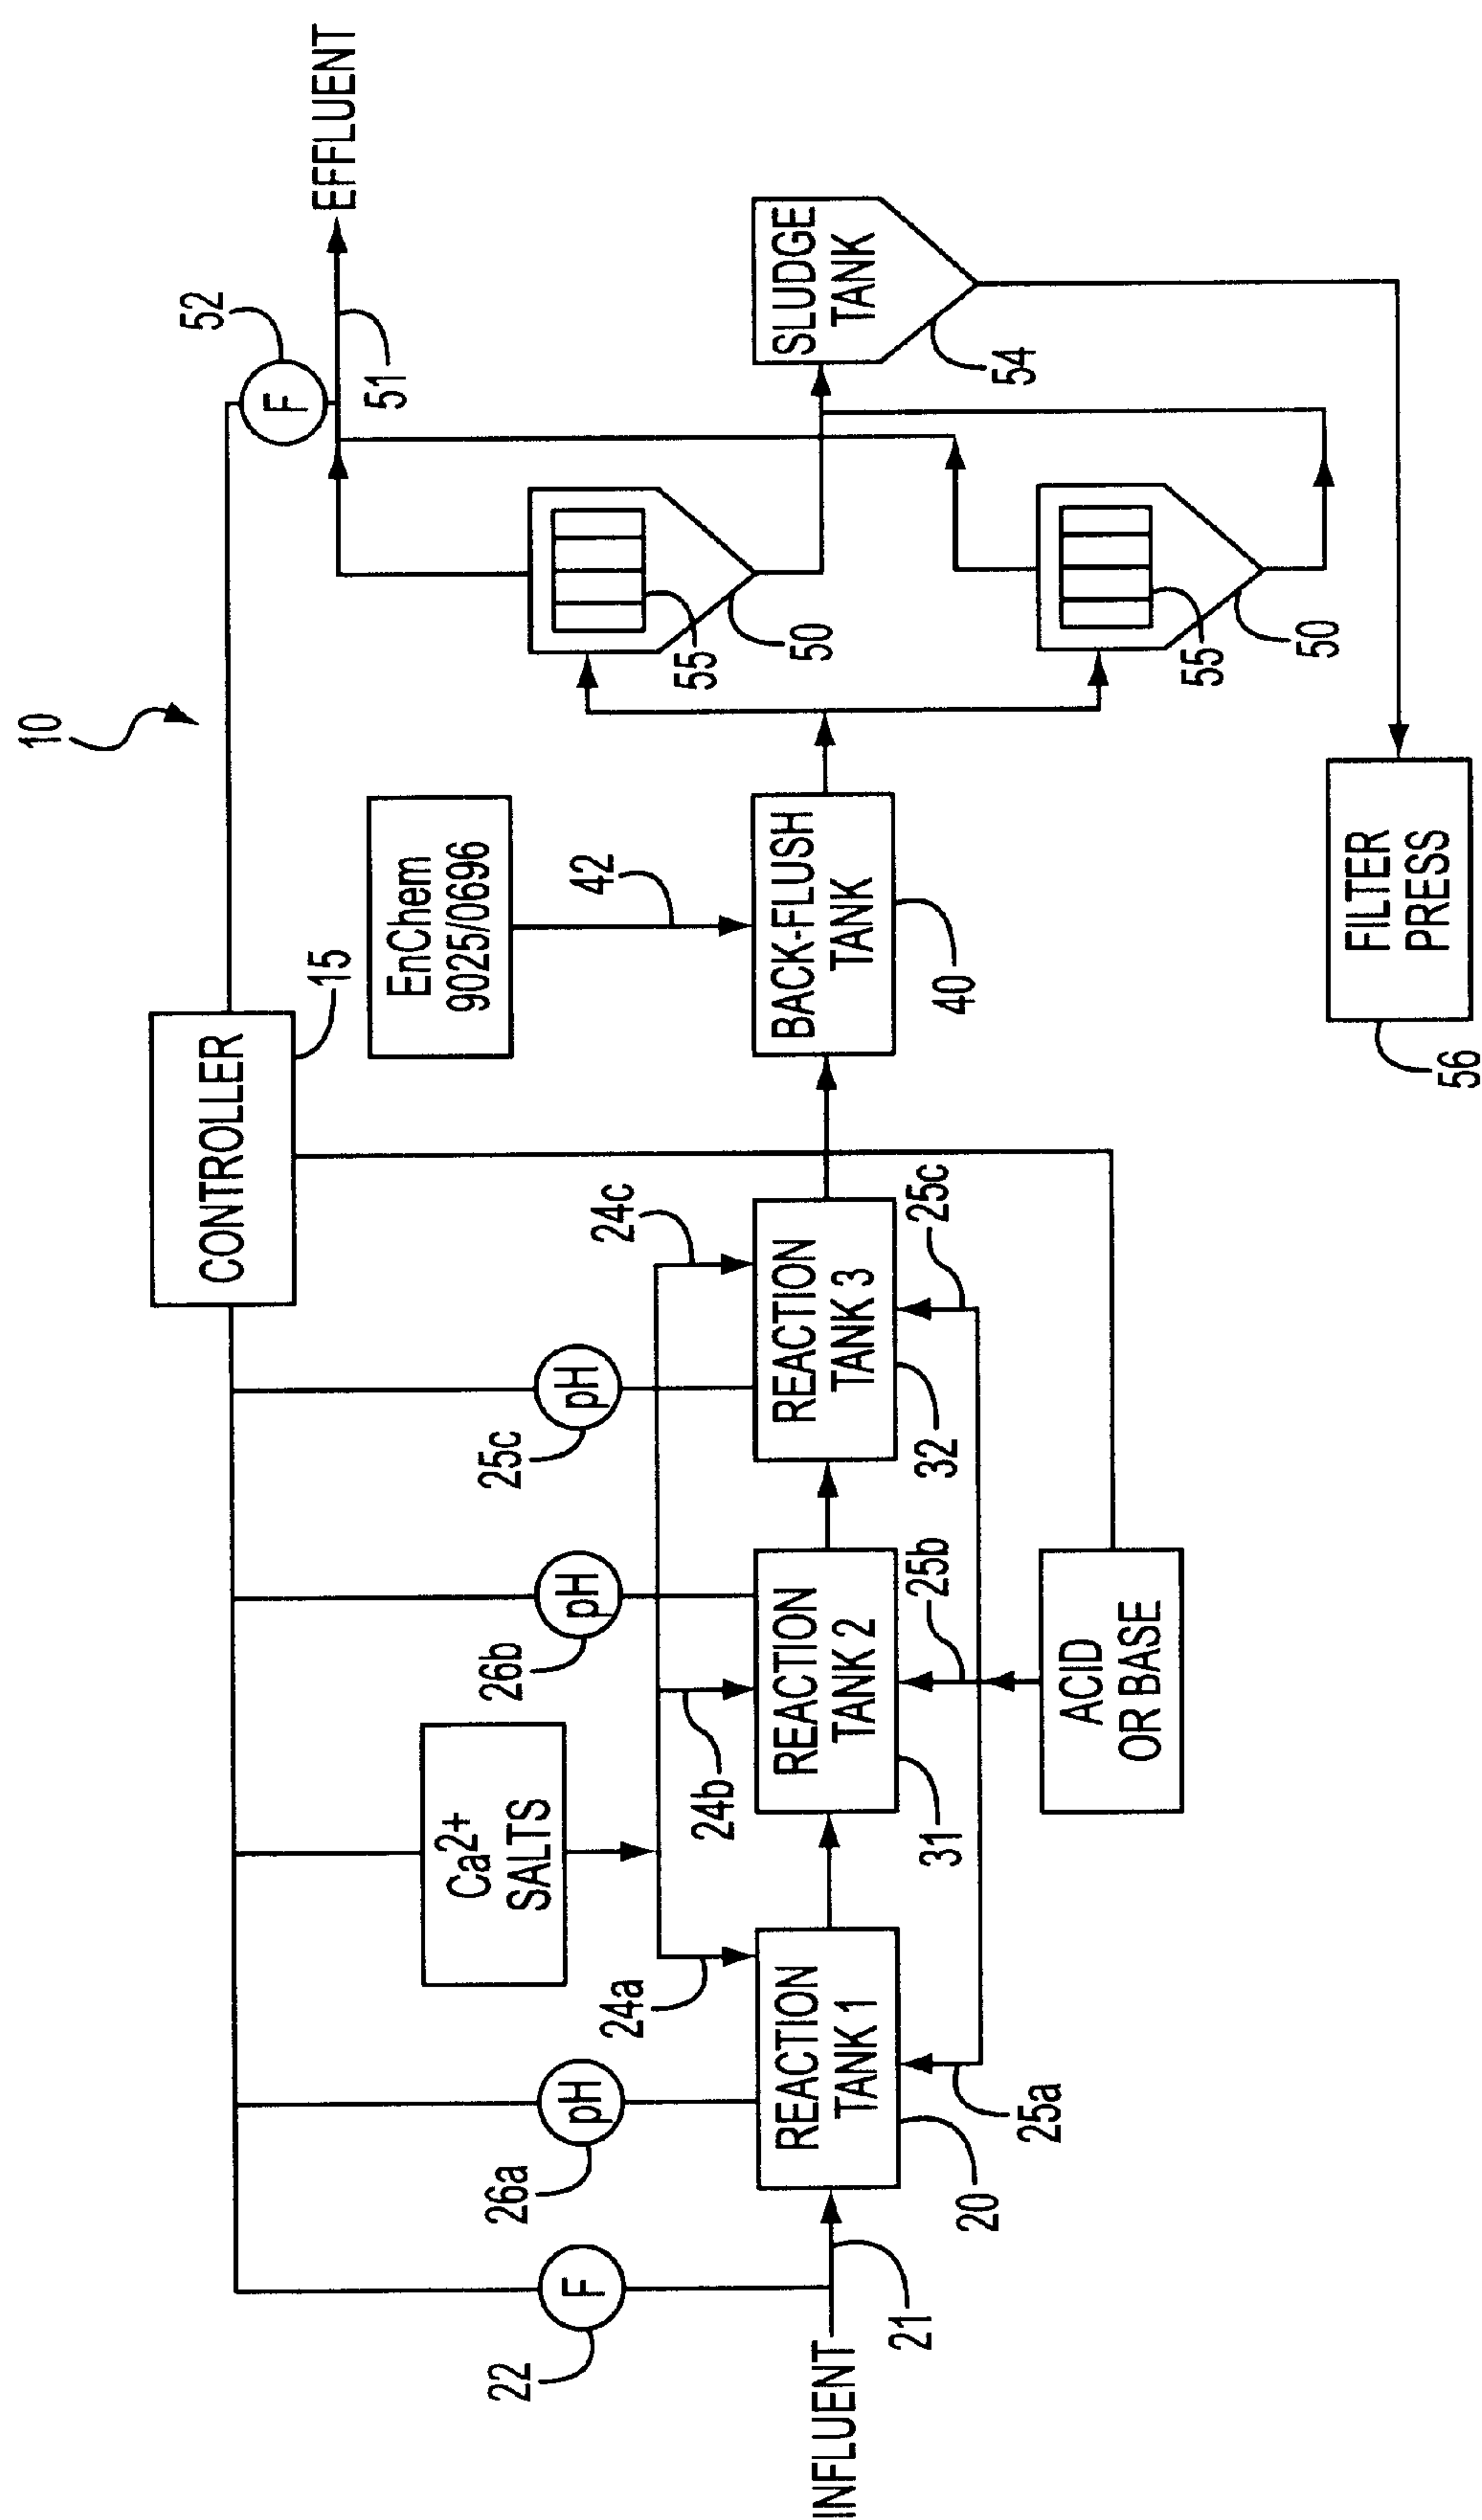 10
CONTROLLER
15
52
F
EFFLUENT
51
EnChem
9025/0696
42
22
F
26a
pH
Ca2+
SALTS
26b
pH
25c
pH
24a
24b
24c
INFLUENT
21
REACTION
TANK 1
20
REACTION
TANK 2
31
REACTION
TANK 3
32
BACK-FLUSH
TANK
40
55
50
SLUDGE
TANK
54
25a
25b
25c
ACID
OR BASE
55
50
FILTER
PRESS
56